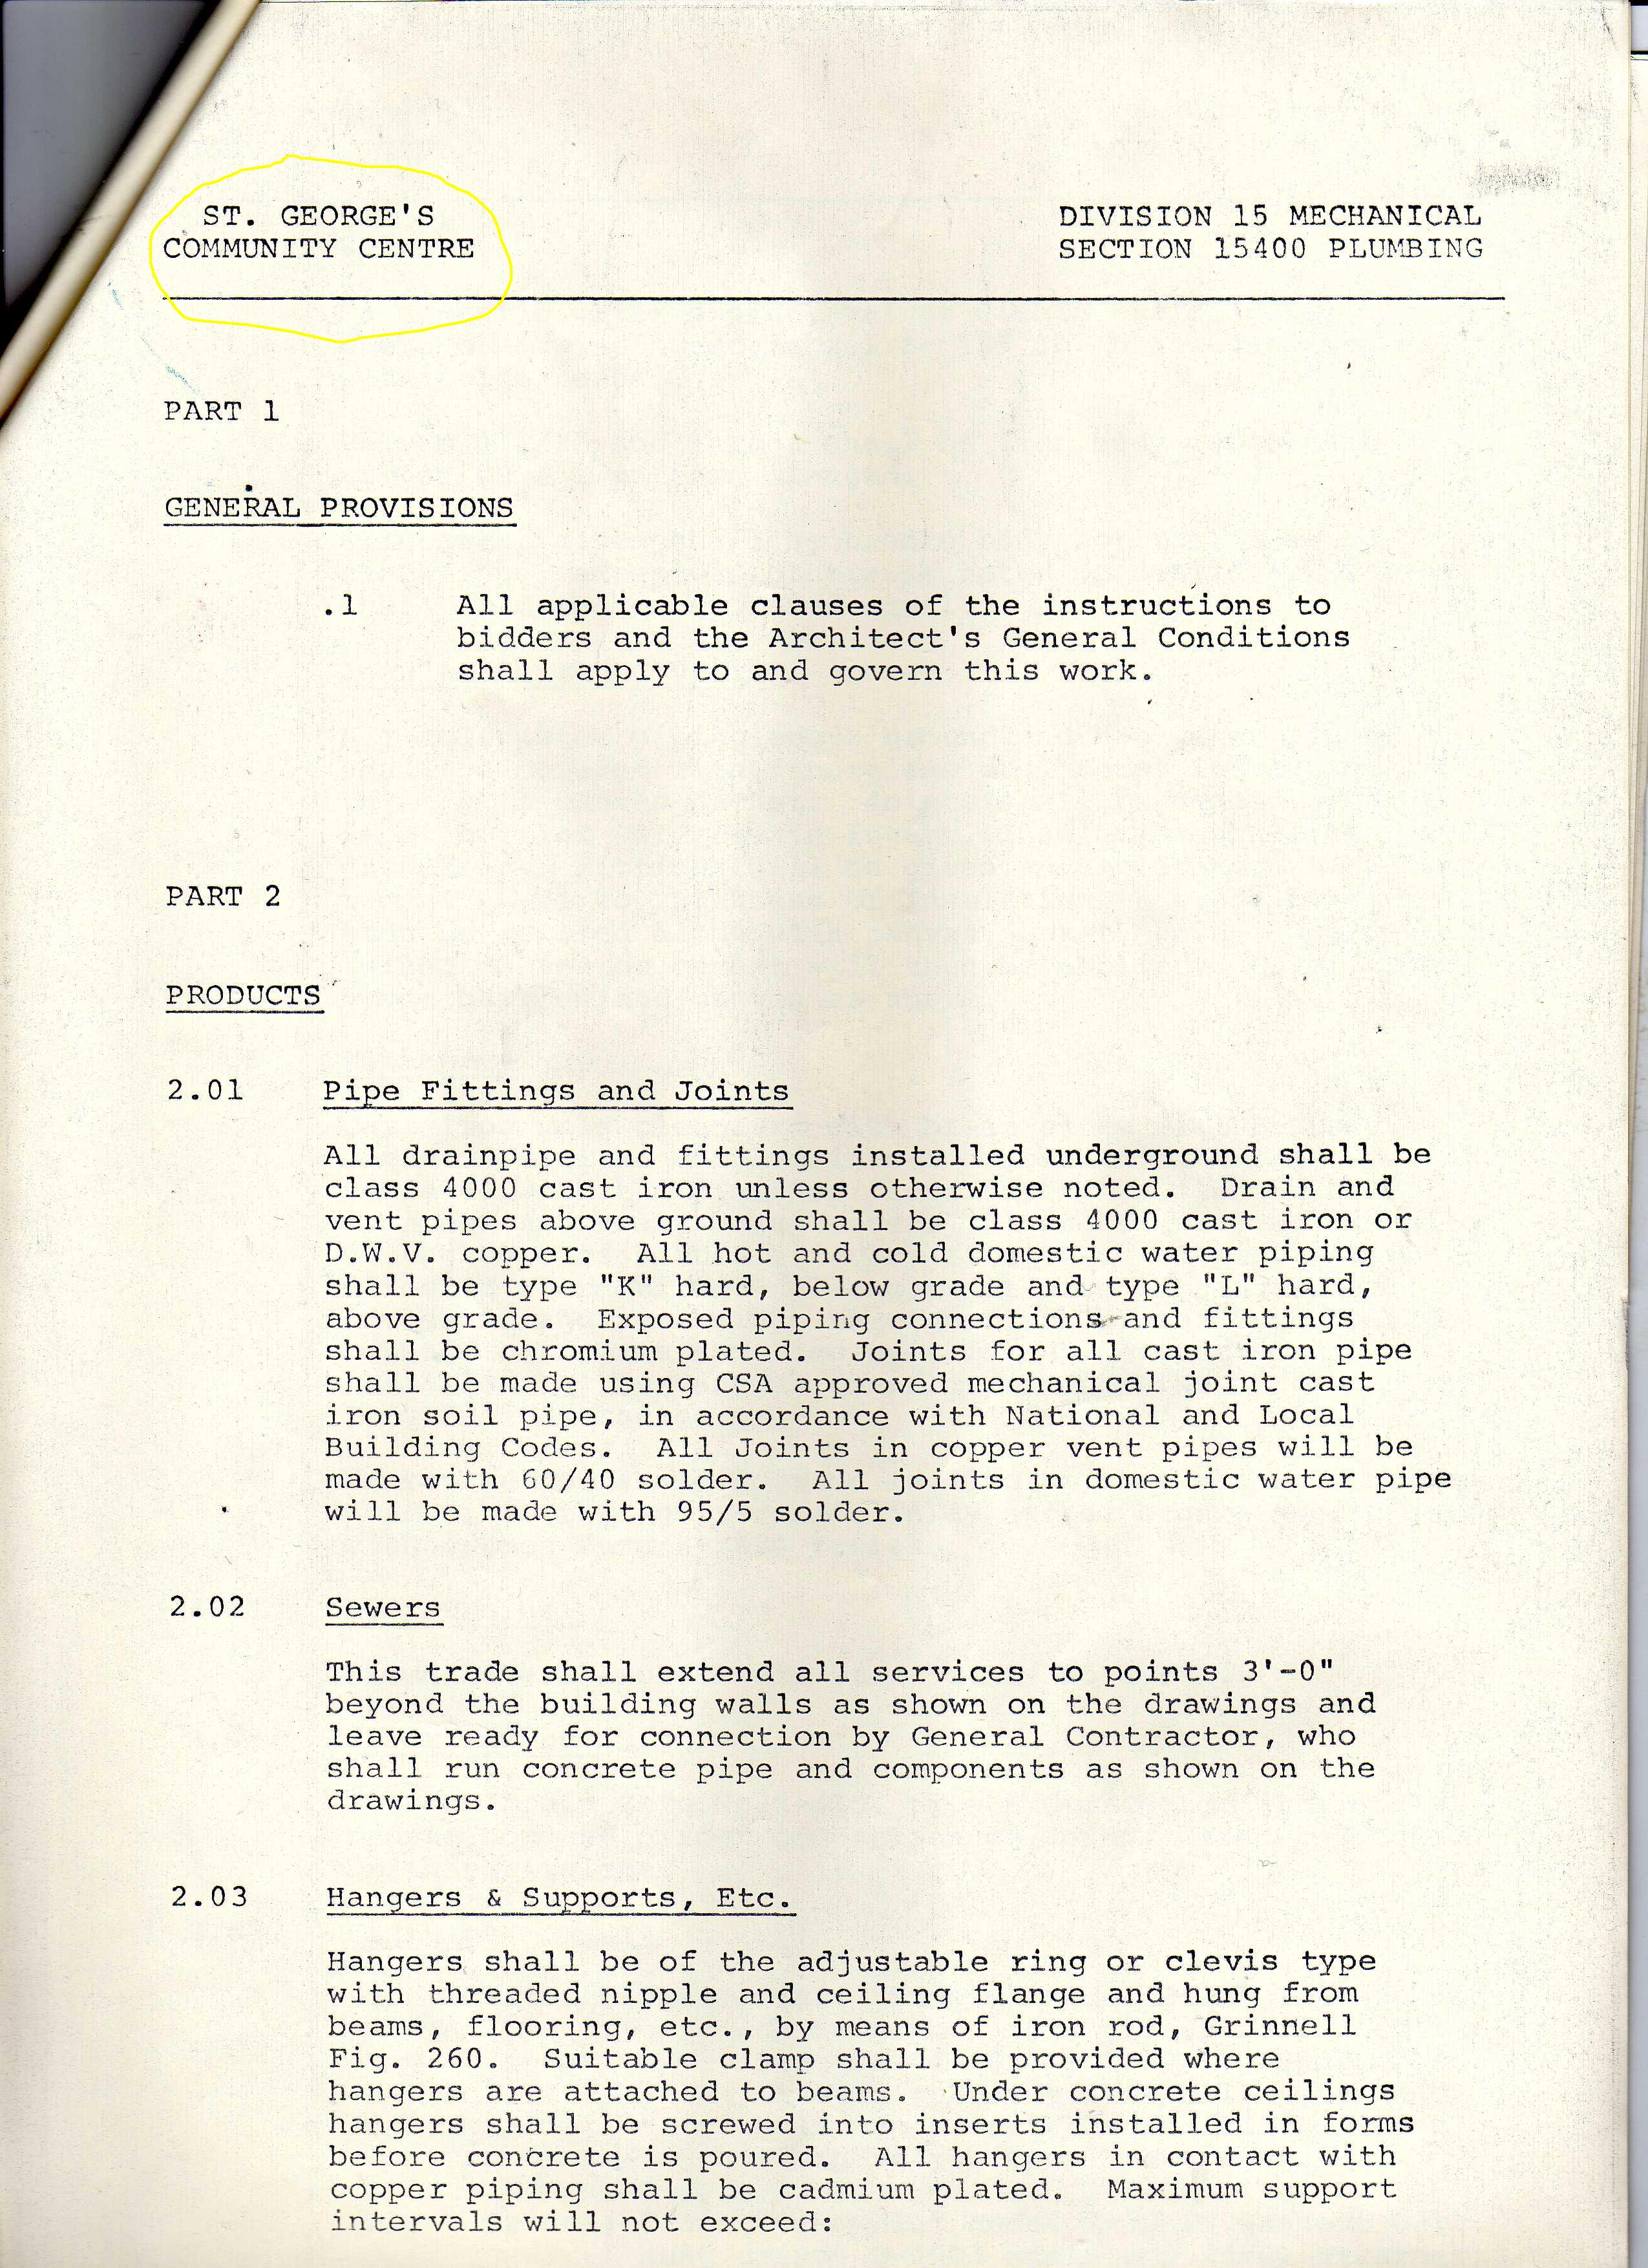 ST. GEORGE'S
COMMUNITY CENTRE
DIVISION 15 MECHANICAL
SECTION 15400 PLUMBING
PART 1
GENERAL PROVISIONS
.1 All applicable clauses of the instructions to
bidders and the Architect's General Conditions
shall apply to and govern this work.
PART 2
PRODUCTS
2.01 Pipe Fittings and Joints
All drainpipe and fittings installed underground shall be
class 4000 cast iron unless otherwise noted. Drain and
vent pipes above ground shall be class 4000 cast iron or
D.W.V. copper. All hot and cold domestic water piping
shall be type "K" hard, below grade and type "L" hard,
above grade. Exposed piping connections and fittings
shall be chromium plated. Joints for all cast iron pipe
shall be made using CSA approved mechanical joint cast
iron soil pipe, in accordance with National and Local
Building Codes. All Joints in copper vent pipes will be
made with 60/40 solder. All joints in domestic water pipe
will be made with 95/5 solder.
2.02 Sewers
This trade shall extend all services to points 3'-0"
beyond the building walls as shown on the drawings and
leave ready for connection by General Contractor, who
shall run concrete pipe and components as shown on the
drawings.
2.03 Hangers & Supports, Etc.
Hangers shall be of the adjustable ring or clevis type
with threaded nipple and ceiling flange and hung from
beams, flooring, etc., by means of iron rod, Grinnell
Fig. 260. Suitable clamp shall be provided where
hangers are attached to beams. Under concrete ceilings
hangers shall be screwed into inserts installed in forms
before concrete is poured. All hangers in contact with
copper piping shall be cadmium plated. Maximum support
intervals will not exceed: